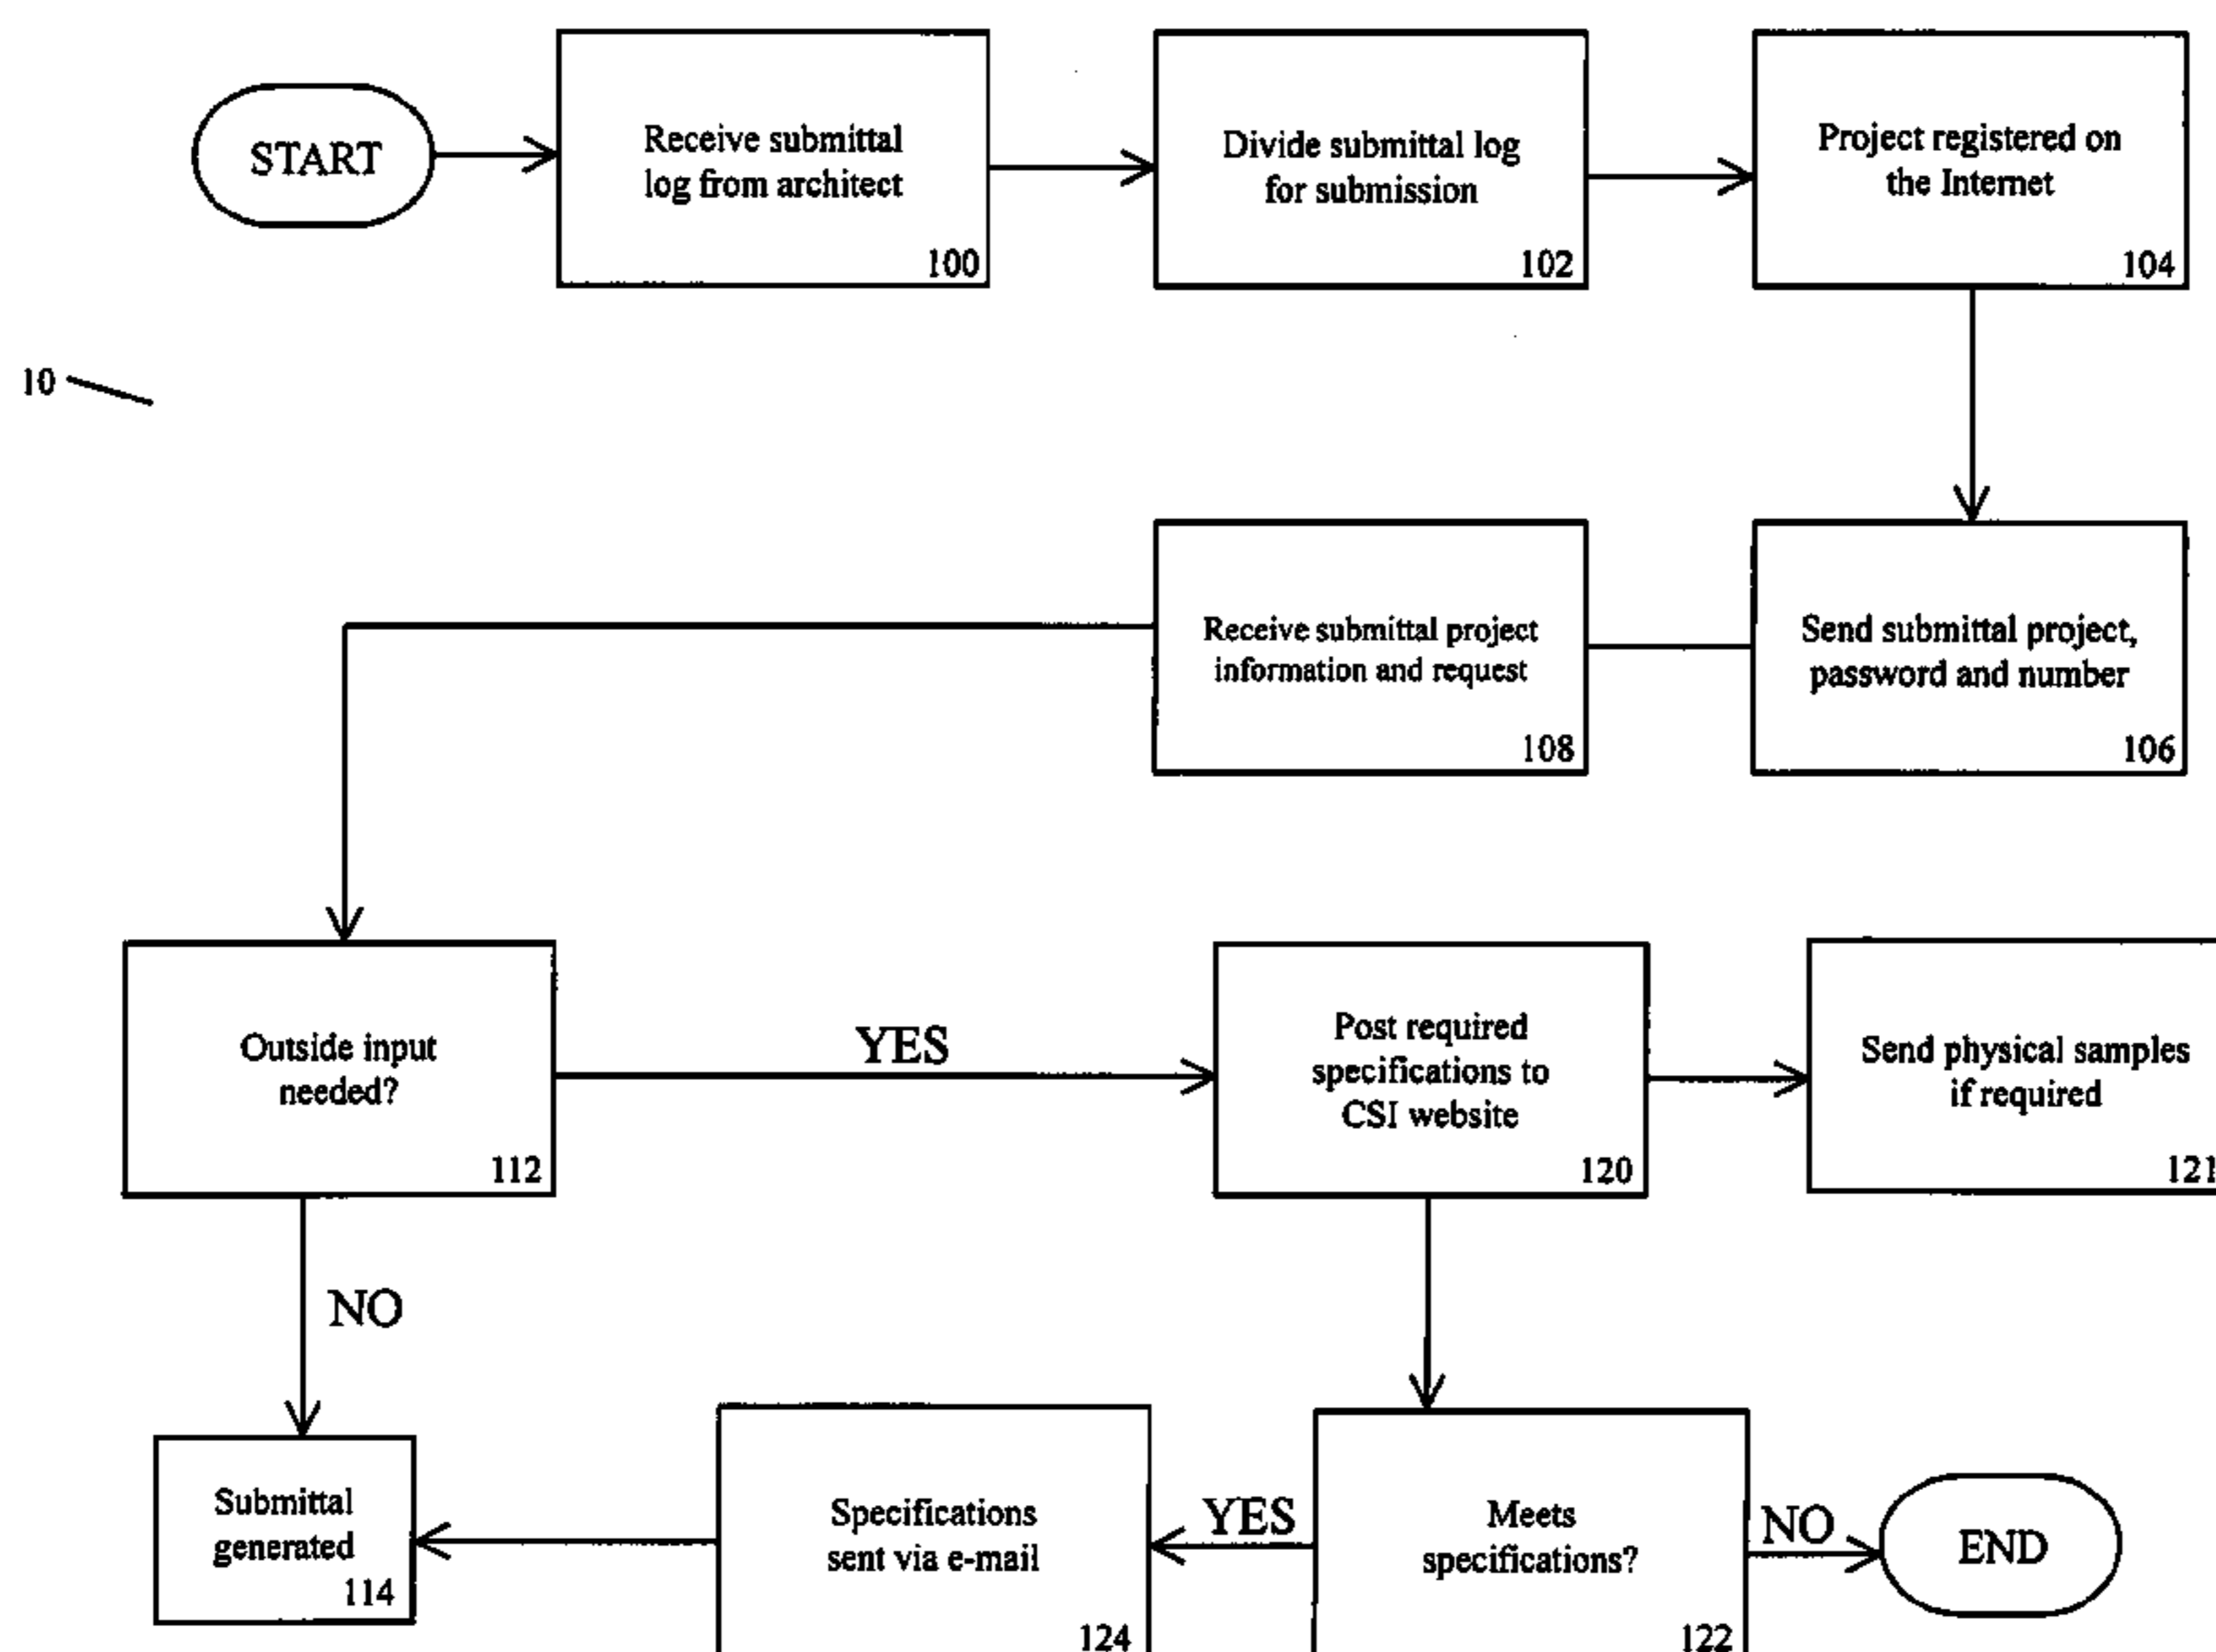 START
Receive submittal
log from architect
100
Divide submittal log
for submission
102
Project registered on
the Internet
104
10
Receive submittal project
information and request
108
Send submittal project,
password and number
106
Outside input
needed?
112
YES
Post required
specifications to
CSI website
120
Send physical samples
if required
121
NO
Submittal
generated
114
Specifications
sent via e-mail
124
YES
Meets
specifications?
122
NO
END